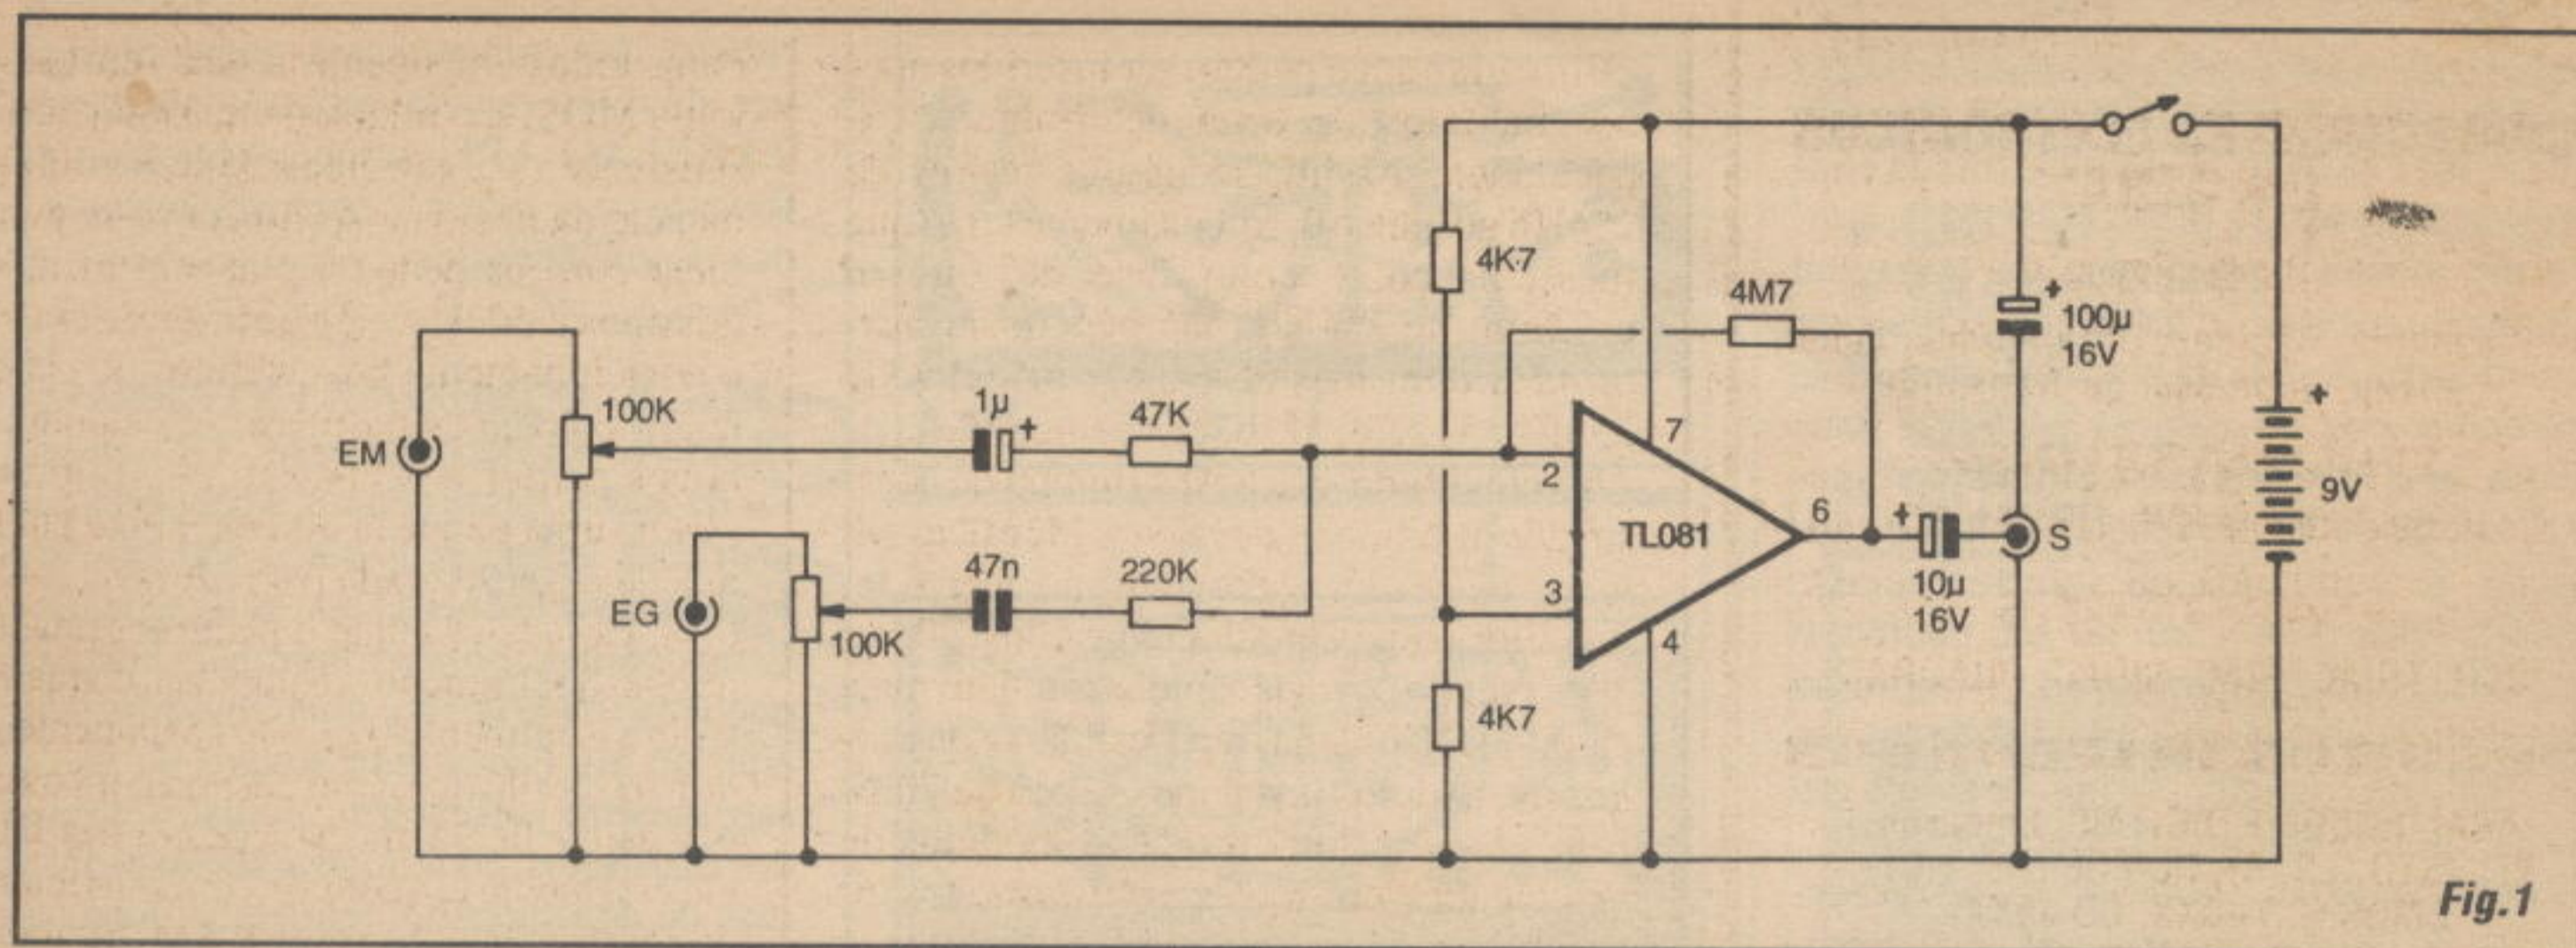 4K7
4M7
100µ
16V
+
+
100K
1µ
+
47K
7
EM
2
9V
TL081
6
+
S
EG
47n
220K
3
10µ
16V
100K
4
4K7
Fig.1